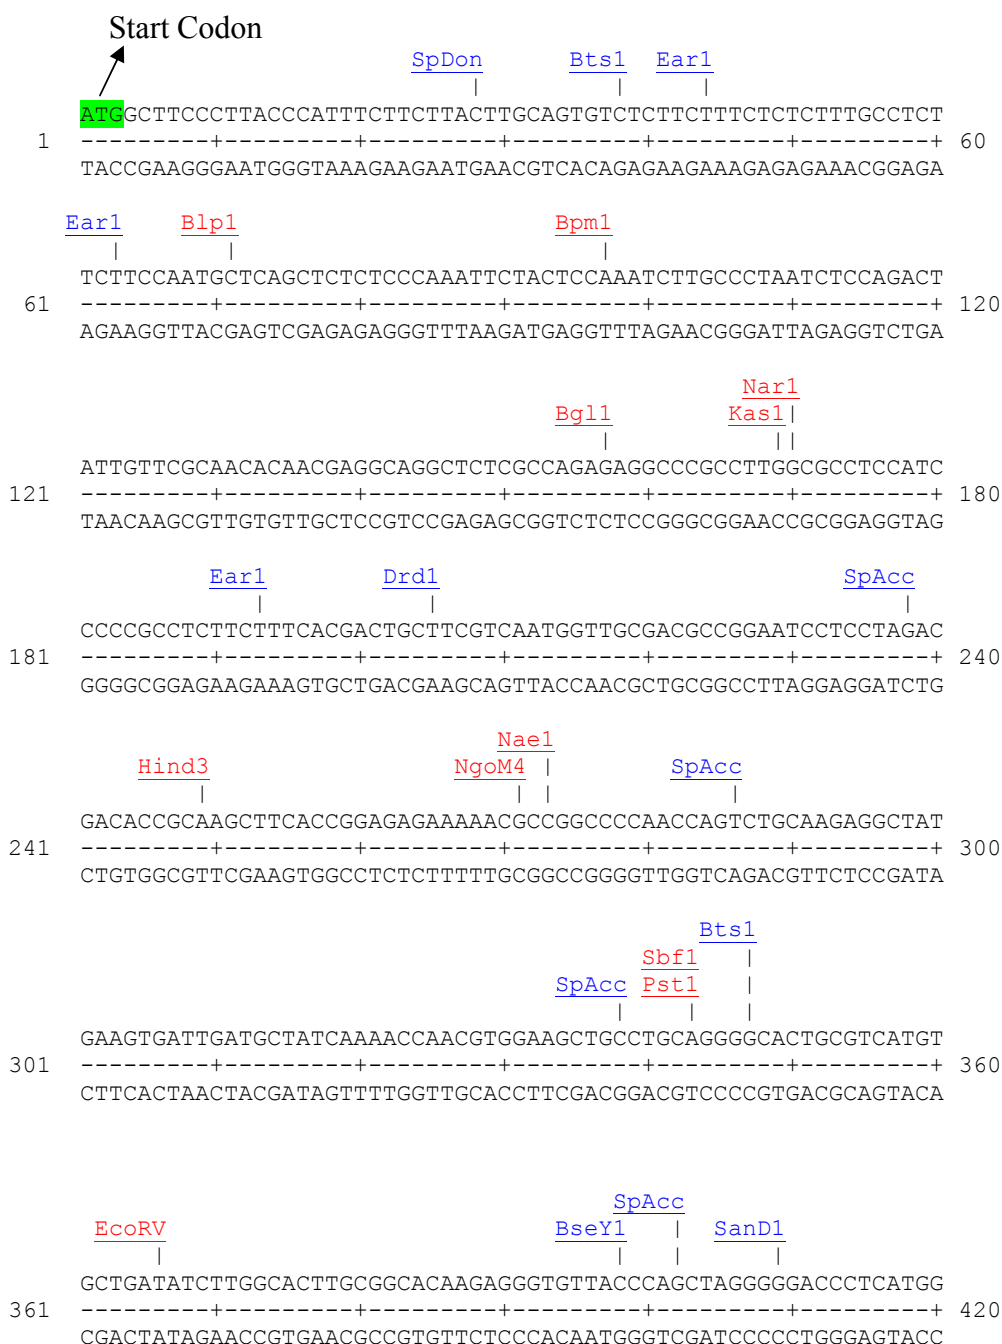 Start Codon
SpDon Bts1 Ear1
ATGGCTTCCCTTACCCATTTCTTCTTACTTGCAGTGTCTCTTCTTTCTCTCTTTGCCTCT
1 ---------+---------+---------+---------+---------+---------+ 60
TACCGAAGGGAATGGGTAAAGAAGAATGAACGTCACAGAGAAGAAAGAGAGAAACGGAGA
Ear1 Blp1 Bpm1
TCTTCCAATGCTCAGCTCTCTCCCAAATTCTACTCCAAATCTTGCCCTAATCTCCAGACT
61 ---------+---------+---------+---------+---------+---------+ 120
AGAAGGTTACGAGTCGAGAGAGGGTTTAAGATGAGGTTTAGAACGGGATTAGAGGTCTGA
Nar1
Bgl1 Kas1
ATTGTTCGCAACACAACGAGGCAGGCTCTCGCCAGAGAGGCCCGCCTTGGCGCCTCCATC
121 ---------+---------+---------+---------+---------+---------+ 180
TAACAAGCGTTGTGTTGCTCCGTCCGAGAGCGGTCTCTCCGGGCGGAACCGCGGAGGTAG
Ear1 Drd1 SpAcc
CCCCGCCTCTTCTTTCACGACTGCTTCGTCAATGGTTGCGACGCCGGAATCCTCCTAGAC
181 ---------+---------+---------+---------+---------+---------+ 240
GGGGCGGAGAAGAAAGTGCTGACGAAGCAGTTACCAACGCTGCGGCCTTAGGAGGATCTG
Nae1
Hind3 NgoM4 SpAcc
GACACCGCAAGCTTCACCGGAGAGAAAAACGCCGGCCCCAACCAGTCTGCAAGAGGCTAT
241 ---------+---------+---------+---------+---------+---------+ 300
CTGTGGCGTTCGAAGTGGCCTCTCTTTTTGCGGCCGGGGTTGGTCAGACGTTCTCCGATA
Bts1
Sbf1
SpAcc Pst1
GAAGTGATTGATGCTATCAAAACCAACGTGGAAGCTGCCTGCAGGGGCACTGCGTCATGT
301 ---------+---------+---------+---------+---------+---------+ 360
CTTCACTAACTACGATAGTTTTGGTTGCACCTTCGACGGACGTCCCCGTGACGCAGTACA
SpAcc
EcoRV BseY1 SanD1
GCTGATATCTTGGCACTTGCGGCACAAGAGGGTGTTACCCAGCTAGGGGGACCCTCATGG
361 ---------+---------+---------+---------+---------+---------+ 420
CGACTATAGAACCGTGAACGCCGTGTTCTCCCACAATGGGTCGATCCCCCTGGGAGTACC